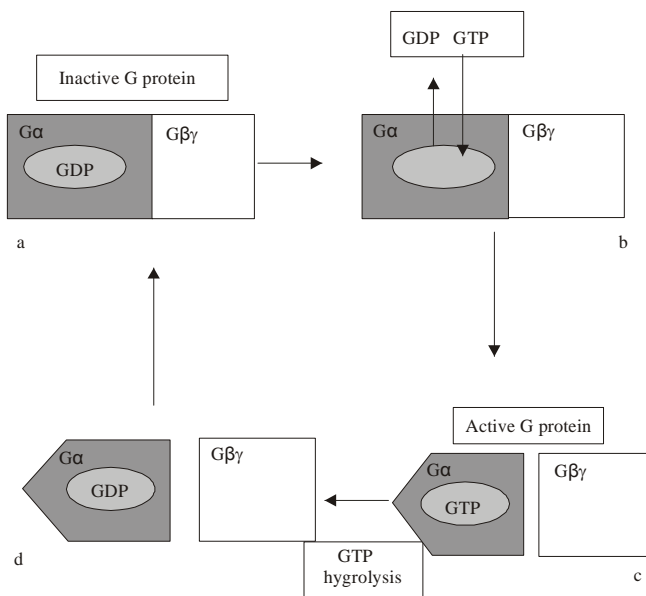 Inactive G protein
Gα
Gβγ
GDP
a
GDP GTP
Gα
Gβγ
b
Active G protein
Gα
Gβγ
GTP
c
GTP
hygrolysis
Gα
Gβγ
GDP
d